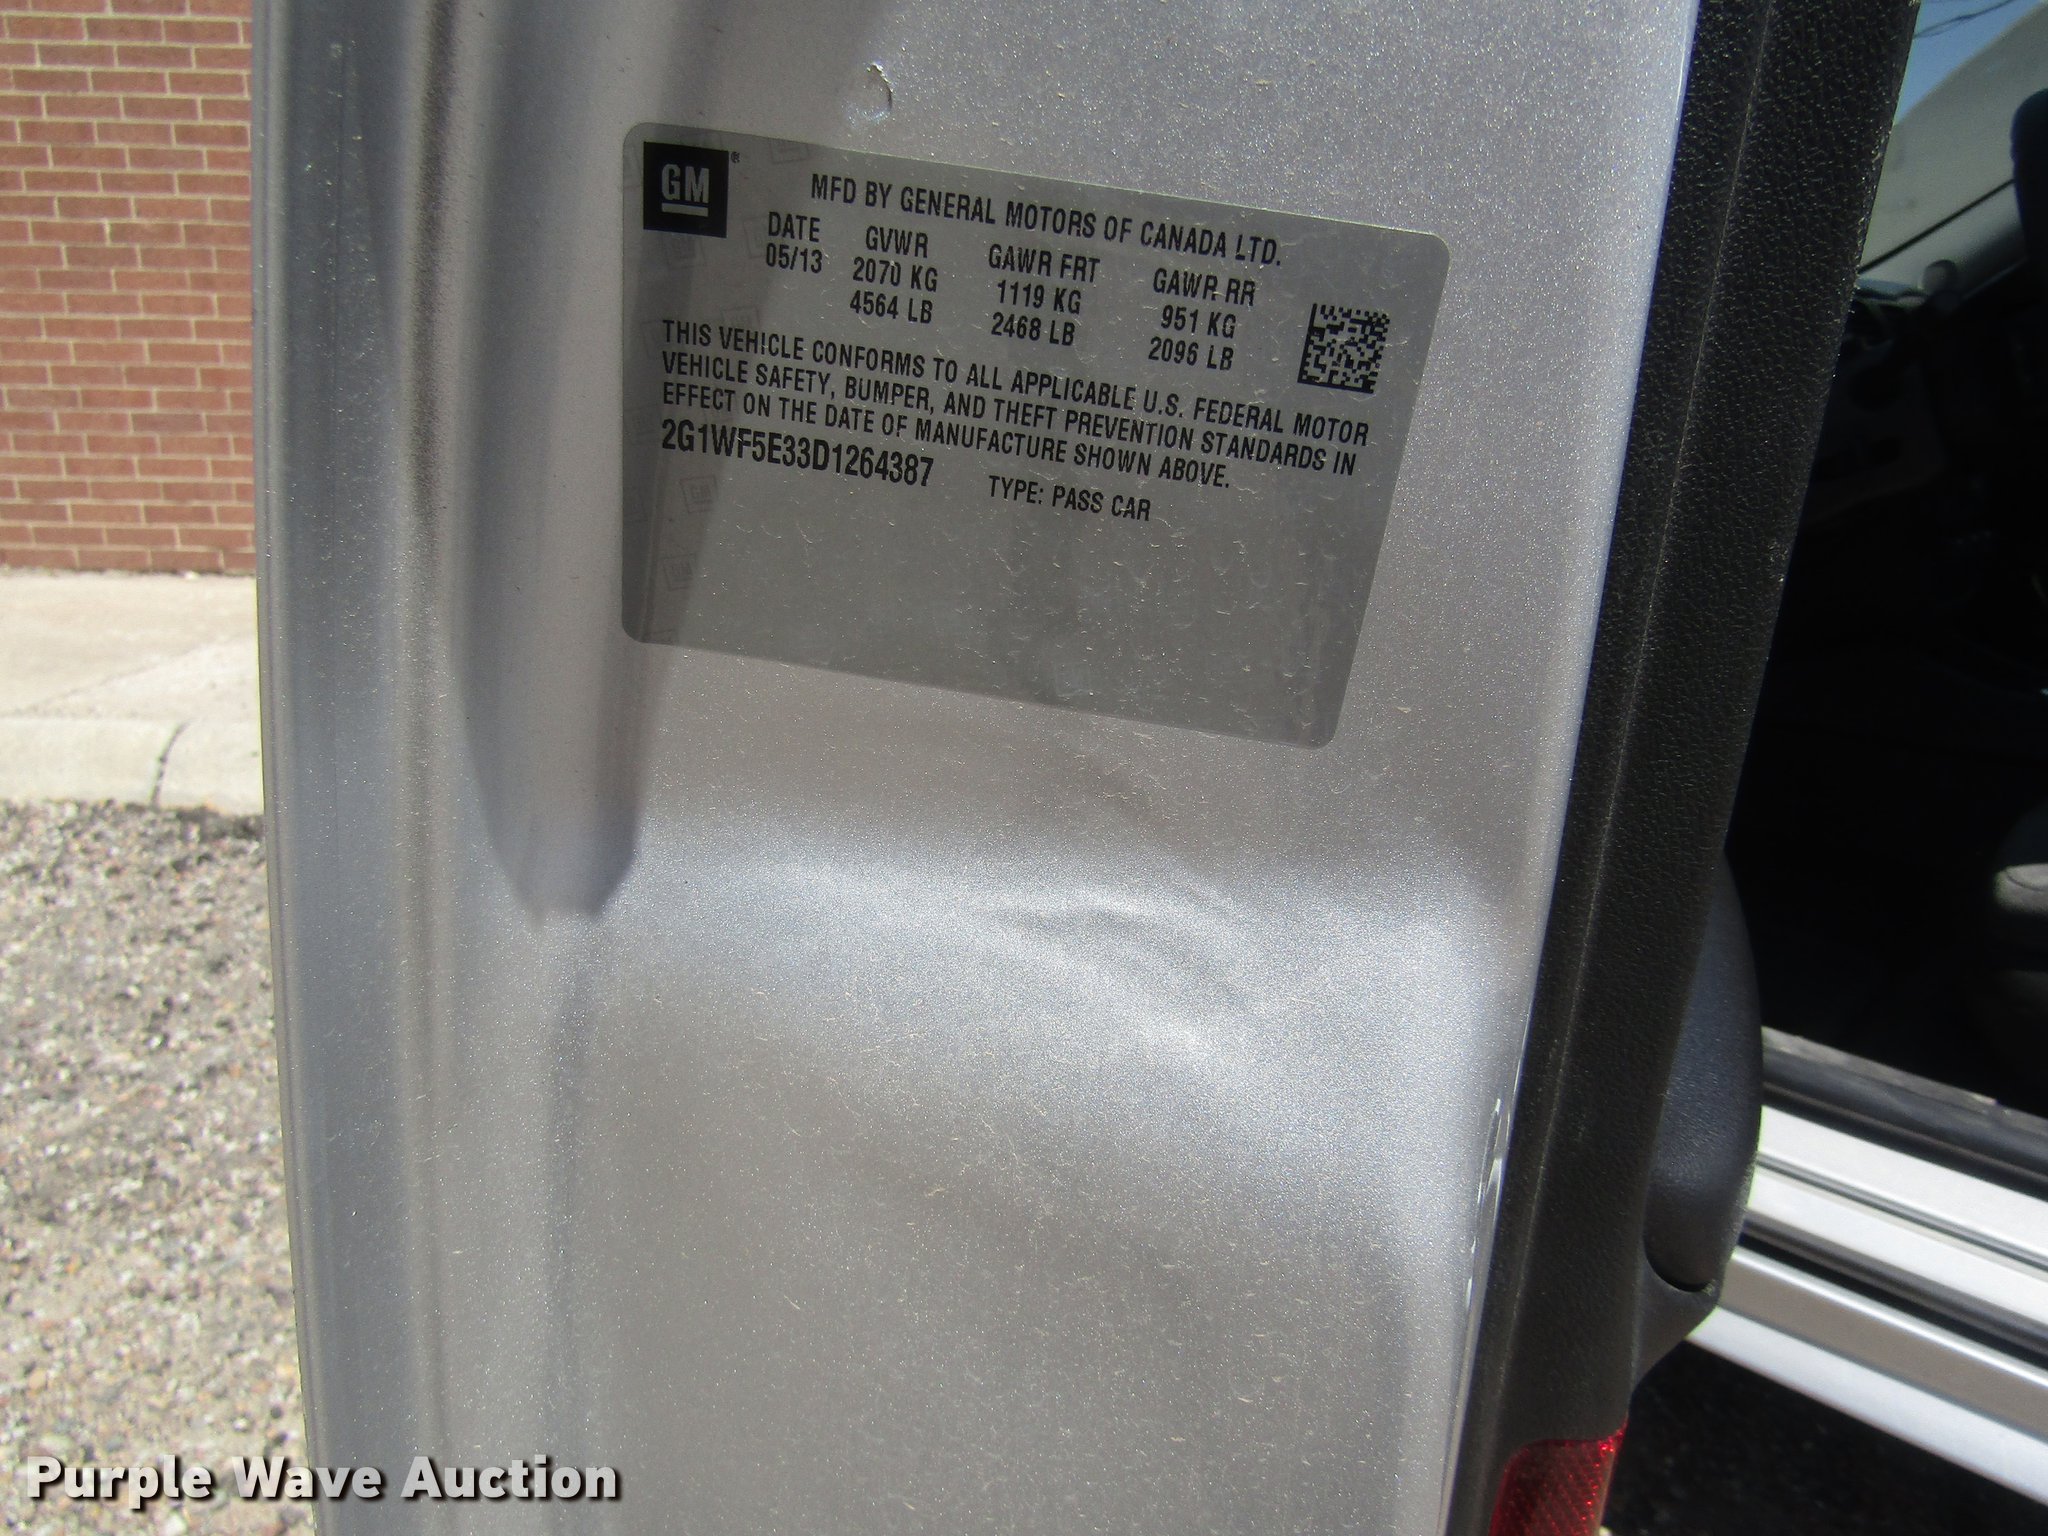 GM
®
MFD BY GENERAL MOTORS OF CANADA LTD.
DATE GVWR GAWR FRT GAWR RR
05/13 2070 KG 1119 KG 951 KG
4564 LB 2468 LB 2096 LB
THIS VEHICLE CONFORMS TO ALL APPLICABLE U.S. FEDERAL MOTOR
VEHICLE SAFETY, BUMPER, AND THEFT PREVENTION STANDARDS IN
EFFECT ON THE DATE OF MANUFACTURE SHOWN ABOVE.
2G1WF5E33D1264387 TYPE: PASS CAR
Purple Wave Auction